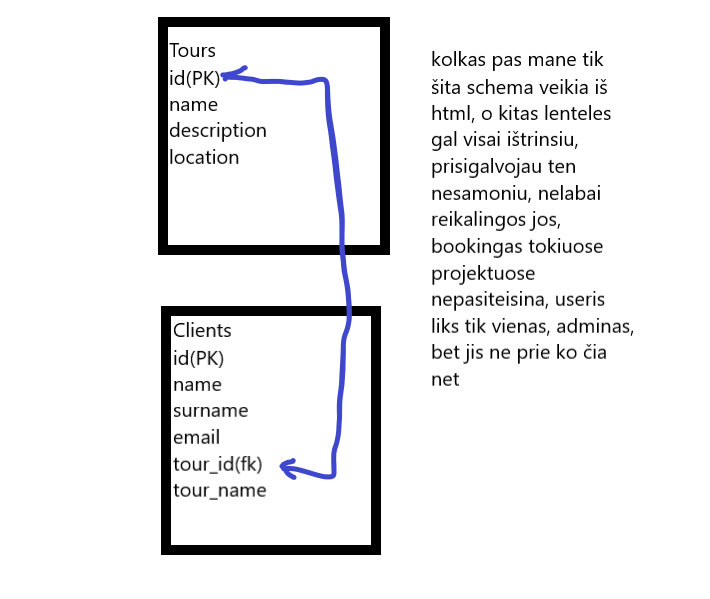 Tours
id(PK)
name
description
location
kolkas pas mane tik
šita schema veikia iš
html, o kitas lenteles
gal visai ištrinsiu,
prisigalvojau ten
nesamoniu, nelabai
reikalingos jos,
bookingas tokiuose
projektuose
nepasiteisina, useris
liks tik vienas, adminas,
bet jis ne prie ko čia
net
Clients
id(PK)
name
surname
email
tour_id(fk)
tour_name